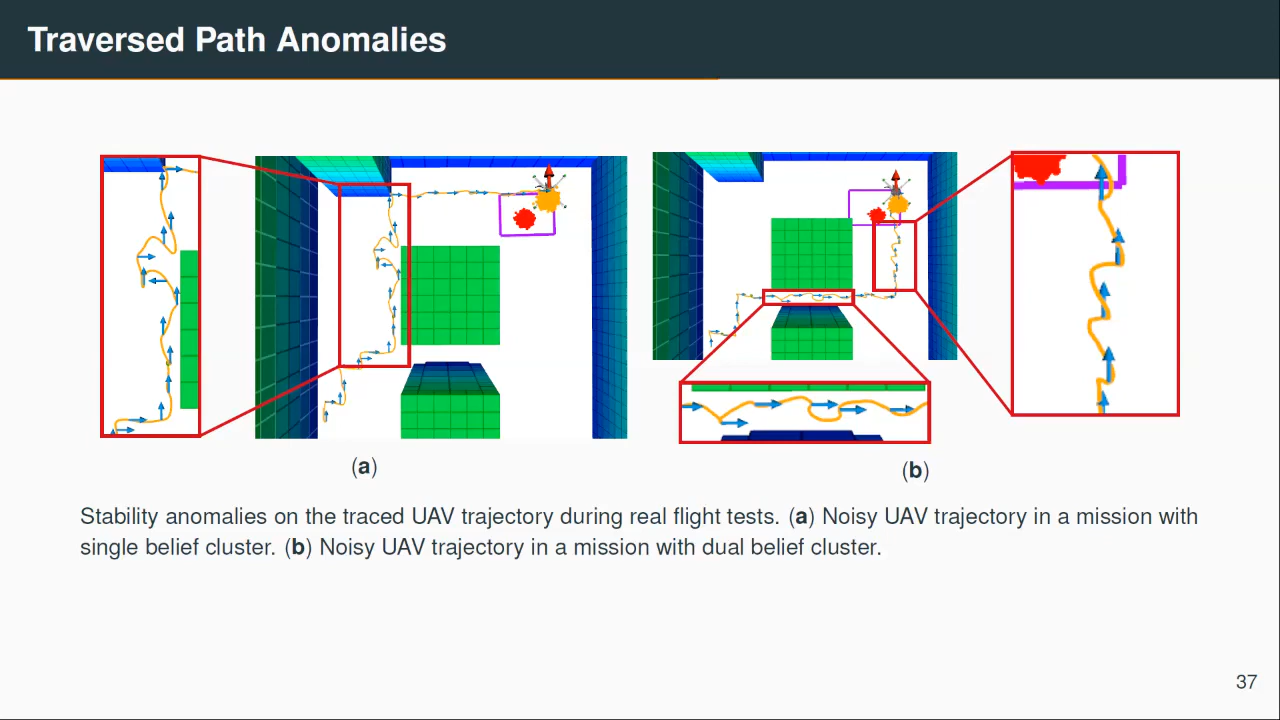 Traversed Path Anomalies
(a)
(b)
Stability anomalies on the traced UAV trajectory during real flight tests. (a) Noisy UAV trajectory in a mission with
single belief cluster. (b) Noisy UAV trajectory in a mission with dual belief cluster.
37